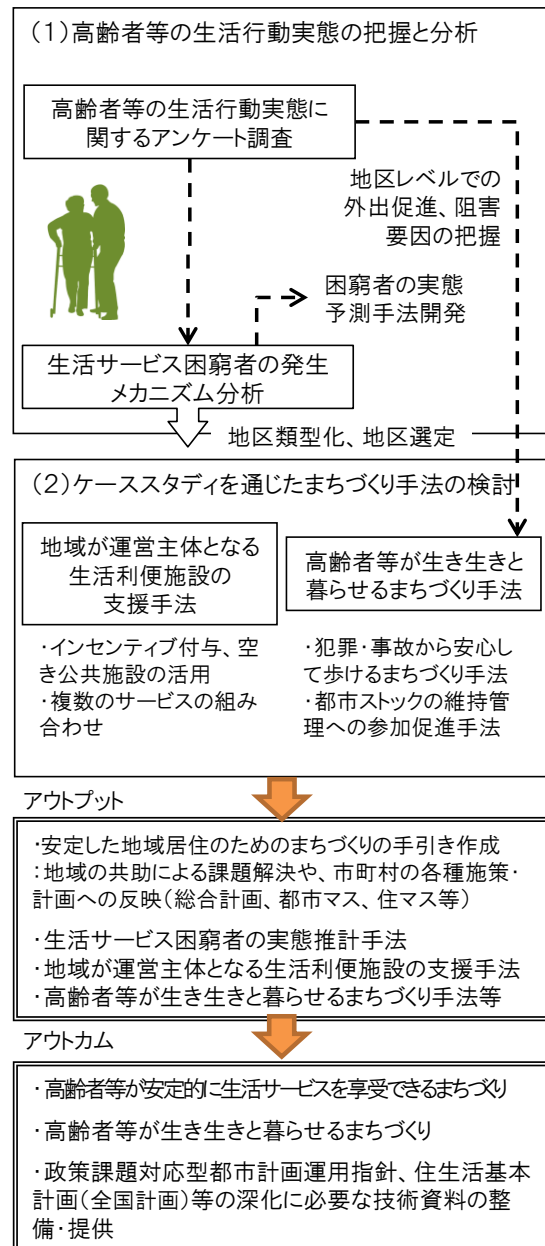 （１）高齢者等の生活行動実態の把握と分析
高齢者等の生活行動実態に
関するアンケート調査
地区レベルでの
外出促進、阻害
要因の把握
困窮者の実態
予測手法開発
生活サービス困窮者の発生
メカニズム分析
地区類型化、地区選定
（２）ケーススタディを通じたまちづくり手法の検討
地域が運営主体となる
生活利便施設の
支援手法
・インセンティブ付与、空
き公共施設の活用
・複数のサービスの組み
合わせ
高齢者等が生き生きと
暮らせるまちづくり手法
・犯罪・事故から安心し
て歩けるまちづくり手法
・都市ストックの維持管
理への参加促進手法
アウトプット
・安定した地域居住のためのまちづくりの手引き作成
：地域の共助による課題解決や、市町村の各種施策・
計画への反映（総合計画、都市マス、住マス等）
・生活サービス困窮者の実態推計手法
・地域が運営主体となる生活利便施設の支援手法
・高齢者等が生き生きと暮らせるまちづくり手法等
アウトカム
・高齢者等が安定的に生活サービスを享受できるまちづくり
・高齢者等が生き生きと暮らせるまちづくり
・政策課題対応型都市計画運用指針、住生活基本
計画（全国計画）等の深化に必要な技術資料の整
備・提供